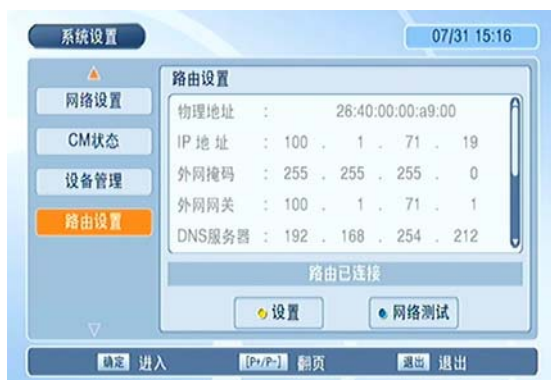 系统设置
07/31 15:16
网络设置
CM状态
设备管理
路由设置
路由设置
物理地址 : 26:40:00:00:a9:00
IP 地 址 : 100 . 1 . 71 . 19
外网掩码 : 255 . 255 . 255 . 0
外网网关 : 100 . 1 . 71 . 1
DNS服务器 : 192 . 168 . 254 . 212
路由已连接
设置 网络测试
确定 进入 [P+/P-] 翻页 退出 退出